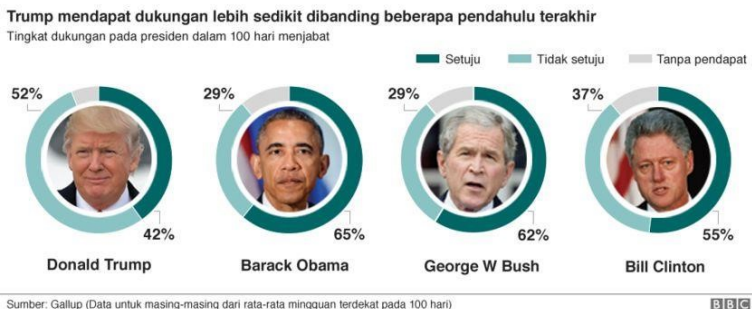 Trump mendapat dukungan lebih sedikit dibanding beberapa pendahulu terakhir
Tingkat dukungan pada presiden dalam 100 hari menjabat
Setuju Tidak setuju Tanpa pendapat
52% 29% 29% 37%
42% 65% 62% 55%
Donald Trump Barack Obama George W Bush Bill Clinton
Sumber: Gallup (Data untuk masing-masing dari rata-rata mingguan terdekat pada 100 hari) BBC